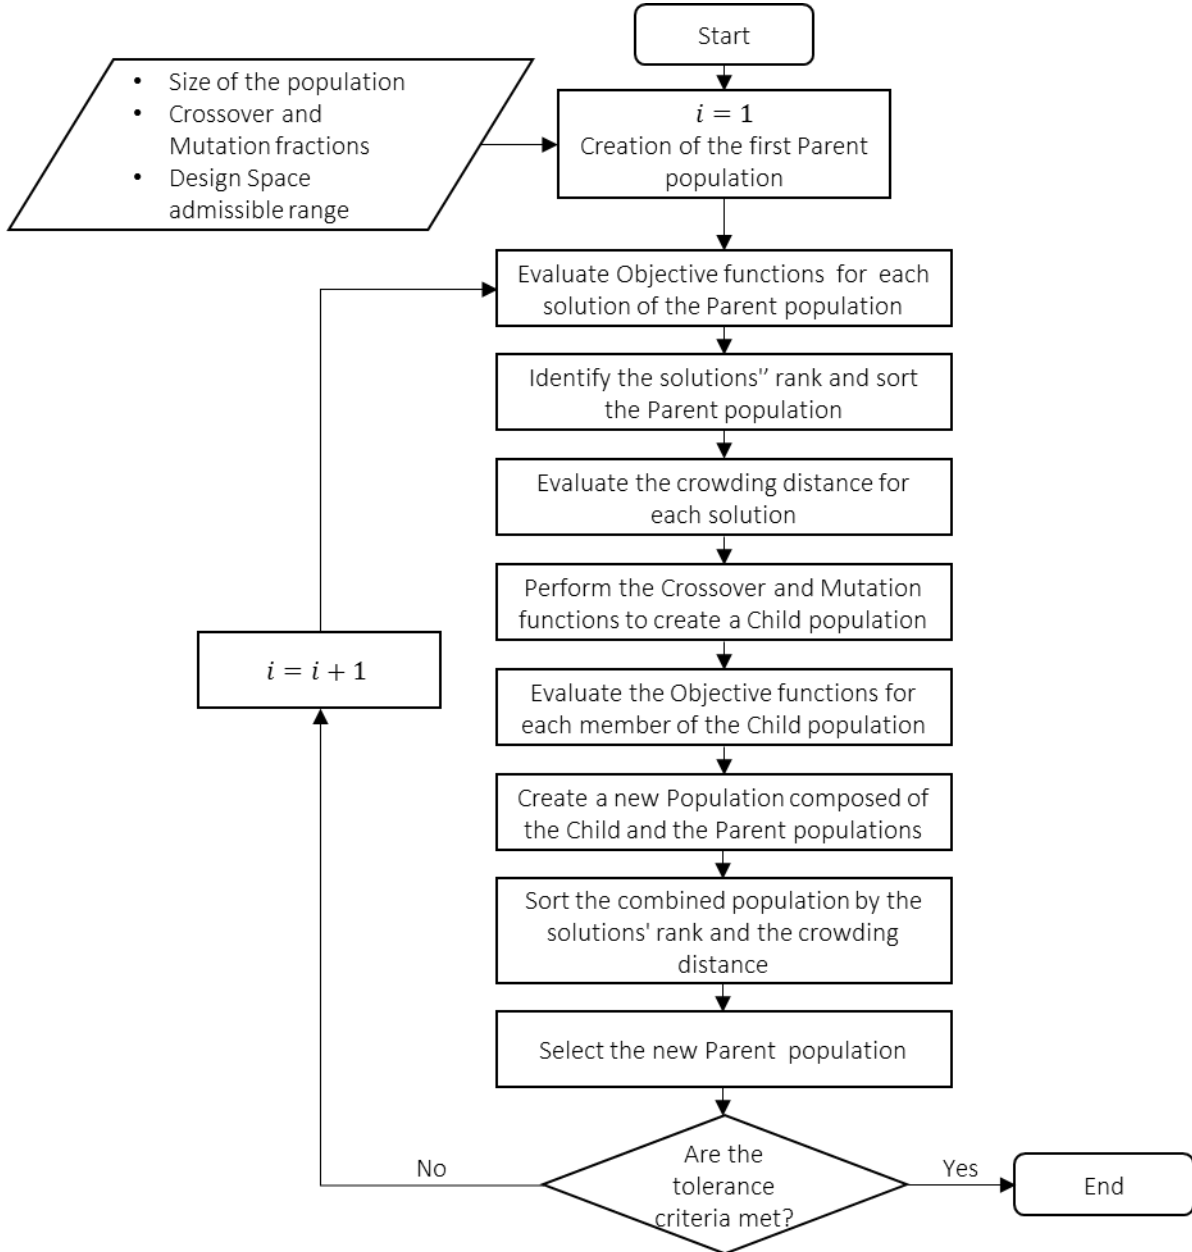 Start
• Size of the population
• Crossover and
Mutation fractions
• Design Space
admissible range
i = 1
Creation of the first Parent
population
Evaluate Objective functions for each
solution of the Parent population
Identify the solutions'' rank and sort
the Parent population
Evaluate the crowding distance for
each solution
Perform the Crossover and Mutation
functions to create a Child population
i = i + 1
Evaluate the Objective functions for
each member of the Child population
Create a new Population composed of
the Child and the Parent populations
Sort the combined population by the
solutions' rank and the crowding
distance
Select the new Parent population
Are the
tolerance
criteria met?
No
Yes
End